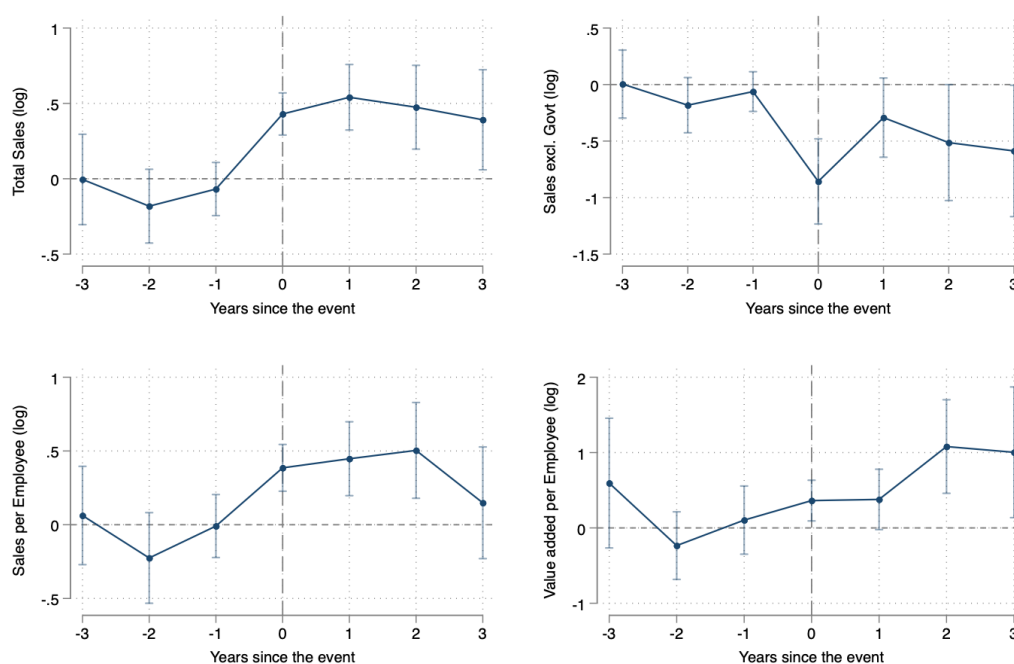 Total Sales (log)
1
.5
0
-.5
-3 -2 -1 0 1 2 3
Years since the event
Sales excl. Govt (log)
.5
0
-.5
-1
-1.5
-3 -2 -1 0 1 2 3
Years since the event
Sales per Employee (log)
1
.5
0
-.5
-3 -2 -1 0 1 2 3
Years since the event
Value added per Employee (log)
2
1
0
-1
-3 -2 -1 0 1 2 3
Years since the event